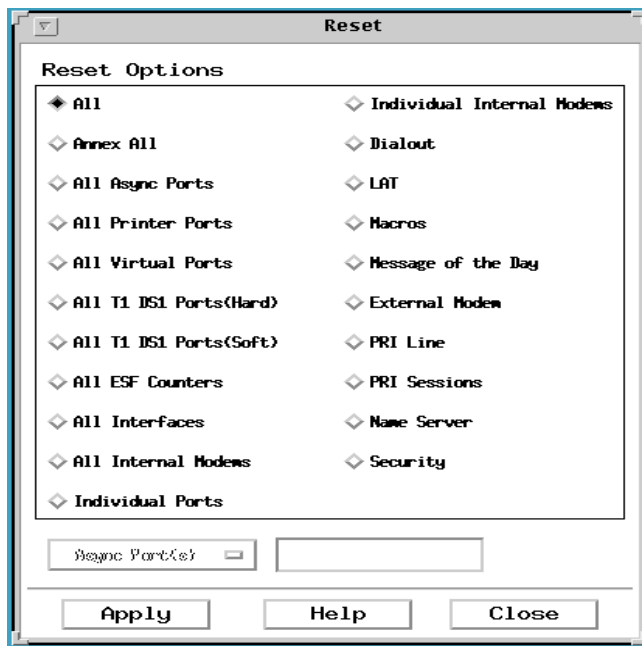 Reset
Reset Options
All
Annex All
All Async Ports
All Printer Ports
All Virtual Ports
All T1 DS1 Ports(Hard)
All T1 DS1 Ports(Soft)
All ESF Counters
All Interfaces
All Internal Modems
Individual Ports
Individual Internal Modems
Dialout
LAT
Macros
Message of the Day
External Modem
PRI Line
PRI Sessions
Name Server
Security
Async Port(s)
Apply
Help
Close